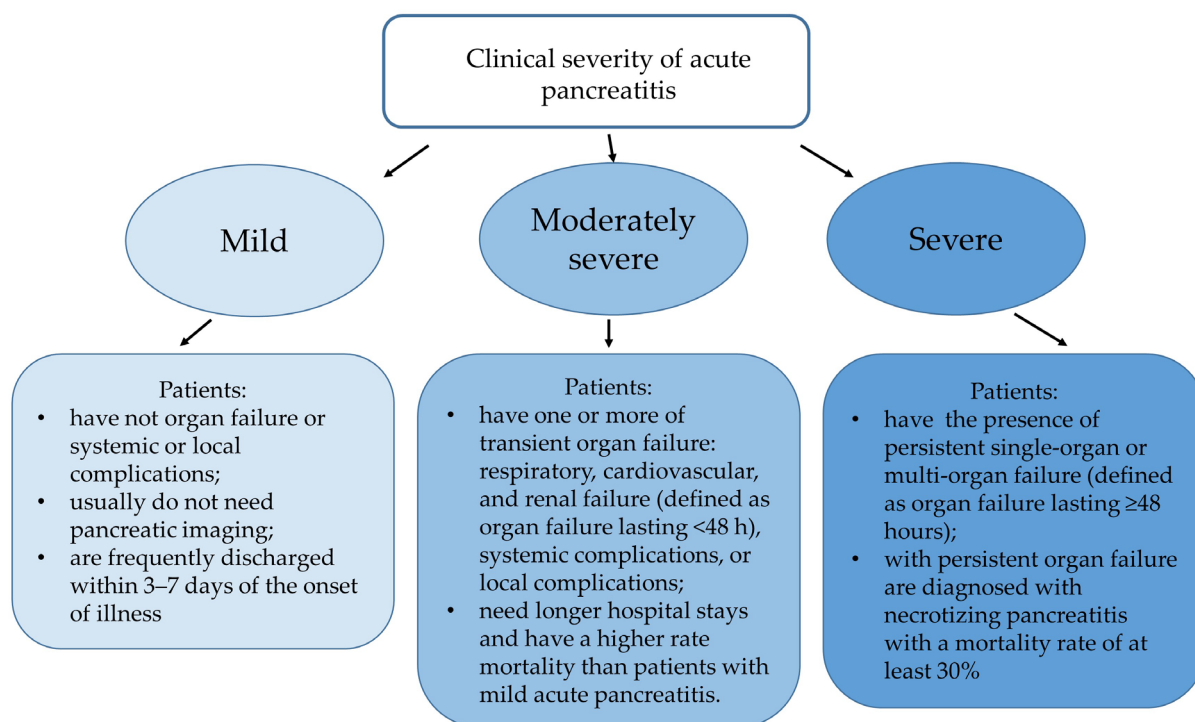 Clinical severity of acute
pancreatitis
Mild
Moderately
severe
Severe
Patients:
• have not organ failure or
systemic or local
complications;
• usually do not need
pancreatic imaging;
• are frequently discharged
within 3–7 days of the onset
of illness
Patients:
• have one or more of
transient organ failure:
respiratory, cardiovascular,
and renal failure (defined as
organ failure lasting <48 h),
systemic complications, or
local complications;
• need longer hospital stays
and have a higher rate
mortality than patients with
mild acute pancreatitis.
Patients:
• have the presence of
persistent single-organ or
multi-organ failure (defined
as organ failure lasting ≥48
hours);
• with persistent organ failure
are diagnosed with
necrotizing pancreatitis
with a mortality rate of at
least 30%